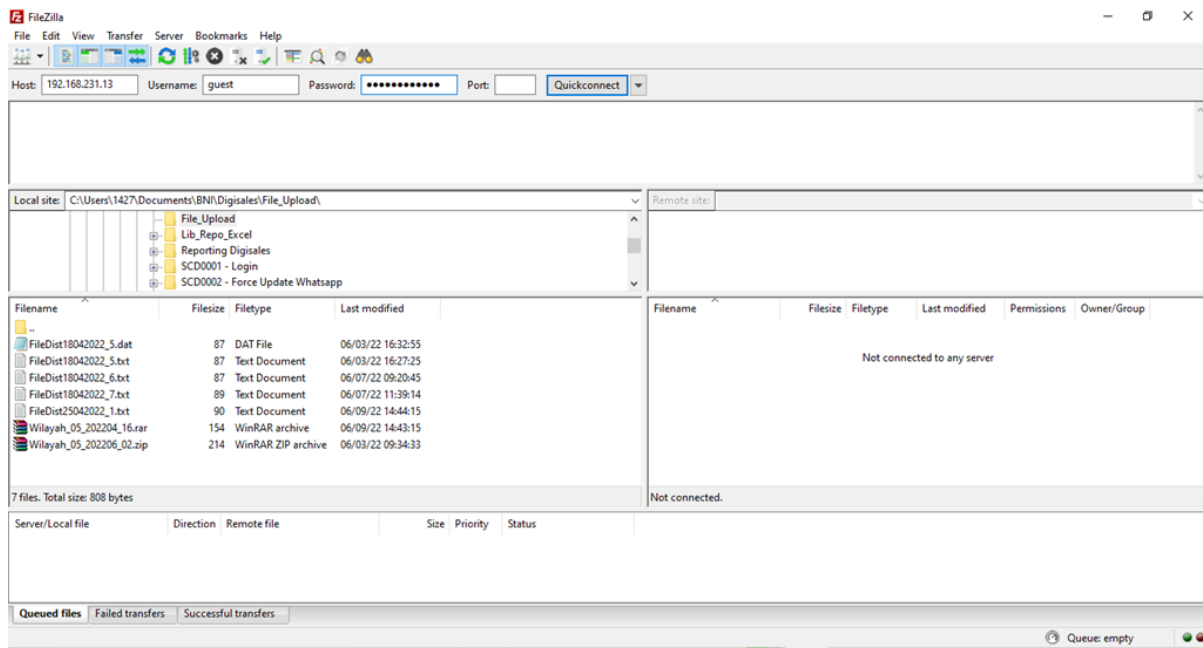 FileZilla
File Edit View Transfer Server Bookmarks Help
Host: 192.168.231.13 Username: guest Password: ●●●●●●●●●●●● Port: Quickconnect
Local site: C:\Users\1427\Documents\BNI\Digisales\File_Upload\
Remote site:
File_Upload
Lib_Repo_Excel
Reporting Digisales
SCD0001 - Login
SCD0002 - Force Update Whatsapp
Filename Filesize Filetype Last modified
..
FileDist18042022_5.dat 87 DAT File 06/03/22 16:32:55
FileDist18042022_5.txt 87 Text Document 06/03/22 16:27:25
FileDist18042022_6.txt 87 Text Document 06/07/22 09:20:45
FileDist18042022_7.txt 89 Text Document 06/07/22 11:39:14
FileDist25042022_1.txt 90 Text Document 06/09/22 14:44:15
Wilayah_05_202204_16.rar 154 WinRAR archive 06/09/22 14:43:15
Wilayah_05_202206_02.zip 214 WinRAR ZIP archive 06/03/22 09:34:33
7 files. Total size: 808 bytes
Filename Filesize Filetype Last modified Permissions Owner/Group
Not connected to any server
Not connected.
Server/Local file Direction Remote file Size Priority Status
Queued files Failed transfers Successful transfers
Queue: empty